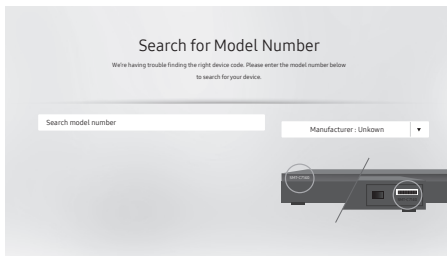 Search for Model Number
We're having trouble finding the right device code. Please enter the model number below
to search for your device.
Search model number
Manufacturer : Unkown